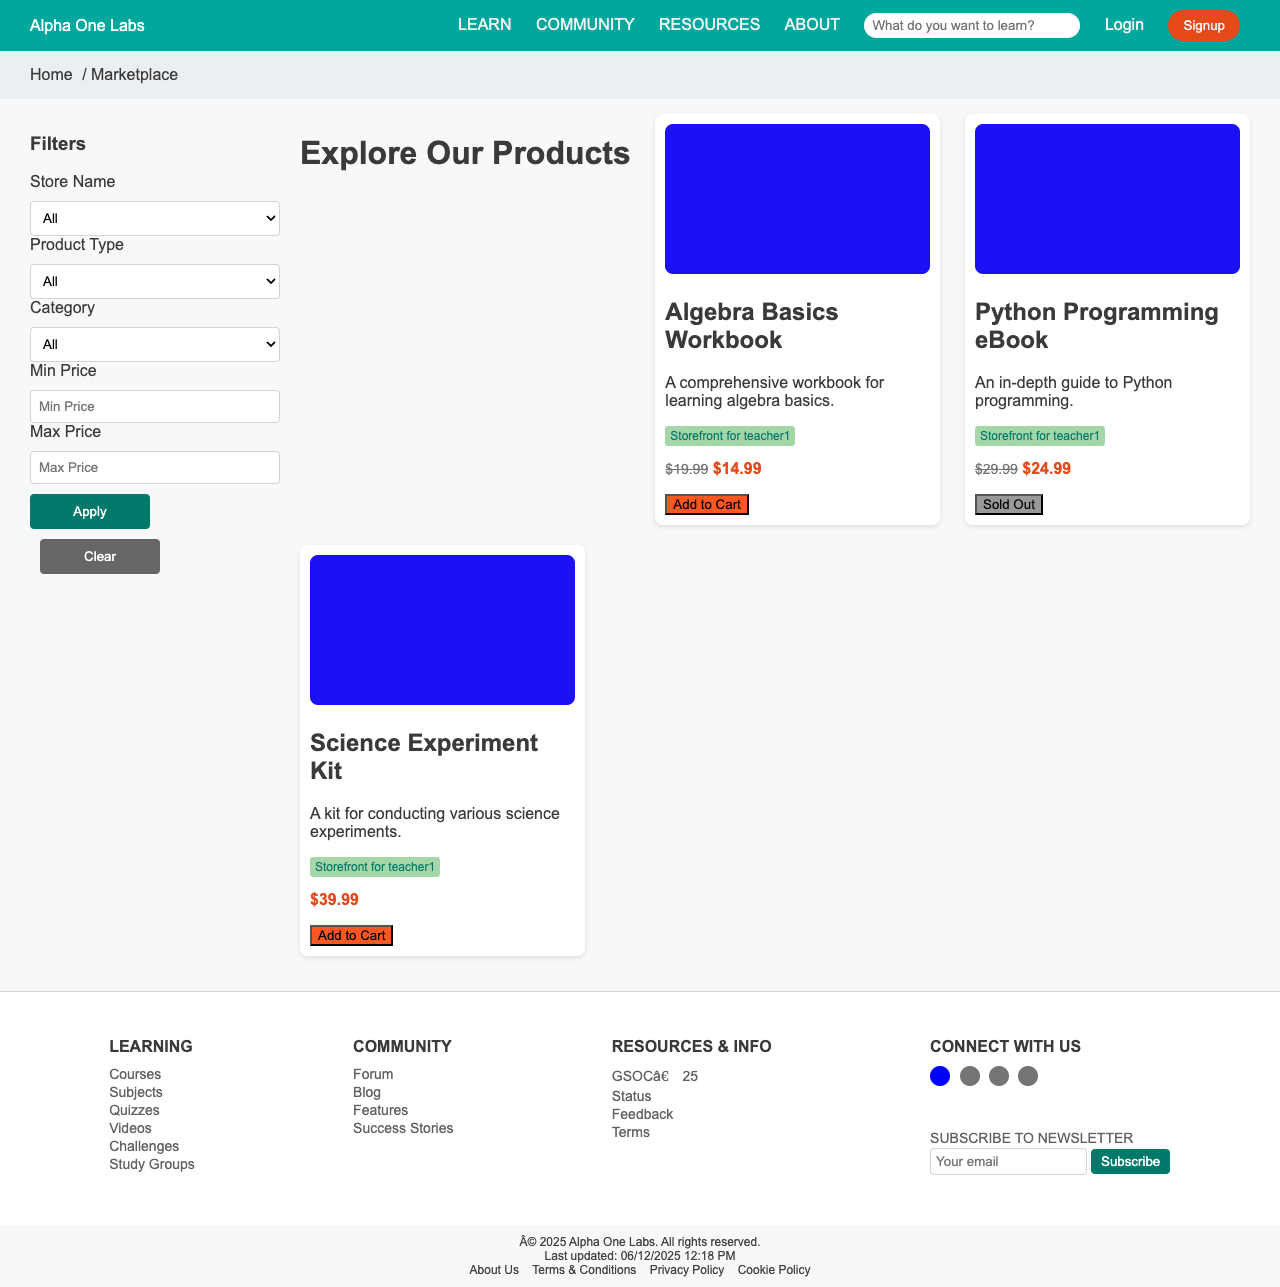 Alpha One Labs
LEARN COMMUNITY RESOURCES ABOUT What do you want to learn? Login Signup
Home / Marketplace
Filters
Store Name
All
Product Type
All
Category
All
Min Price
Min Price
Max Price
Max Price
Apply
Clear
Explore Our Products
Algebra Basics
Workbook
A comprehensive workbook for
learning algebra basics.
Storefront for teacher1
$19.99 $14.99
Add to Cart
Python Programming
eBook
An in-depth guide to Python
programming.
Storefront for teacher1
$29.99 $24.99
Sold Out
Science Experiment
Kit
A kit for conducting various science
experiments.
Storefront for teacher1
$39.99
Add to Cart
LEARNING
Courses
Subjects
Quizzes
Videos
Challenges
Study Groups
COMMUNITY
Forum
Blog
Features
Success Stories
RESOURCES & INFO
GSOCâ€ 25
Status
Feedback
Terms
CONNECT WITH US
SUBSCRIBE TO NEWSLETTER
Your email Subscribe
Â© 2025 Alpha One Labs. All rights reserved.
Last updated: 06/12/2025 12:18 PM
About Us Terms & Conditions Privacy Policy Cookie Policy